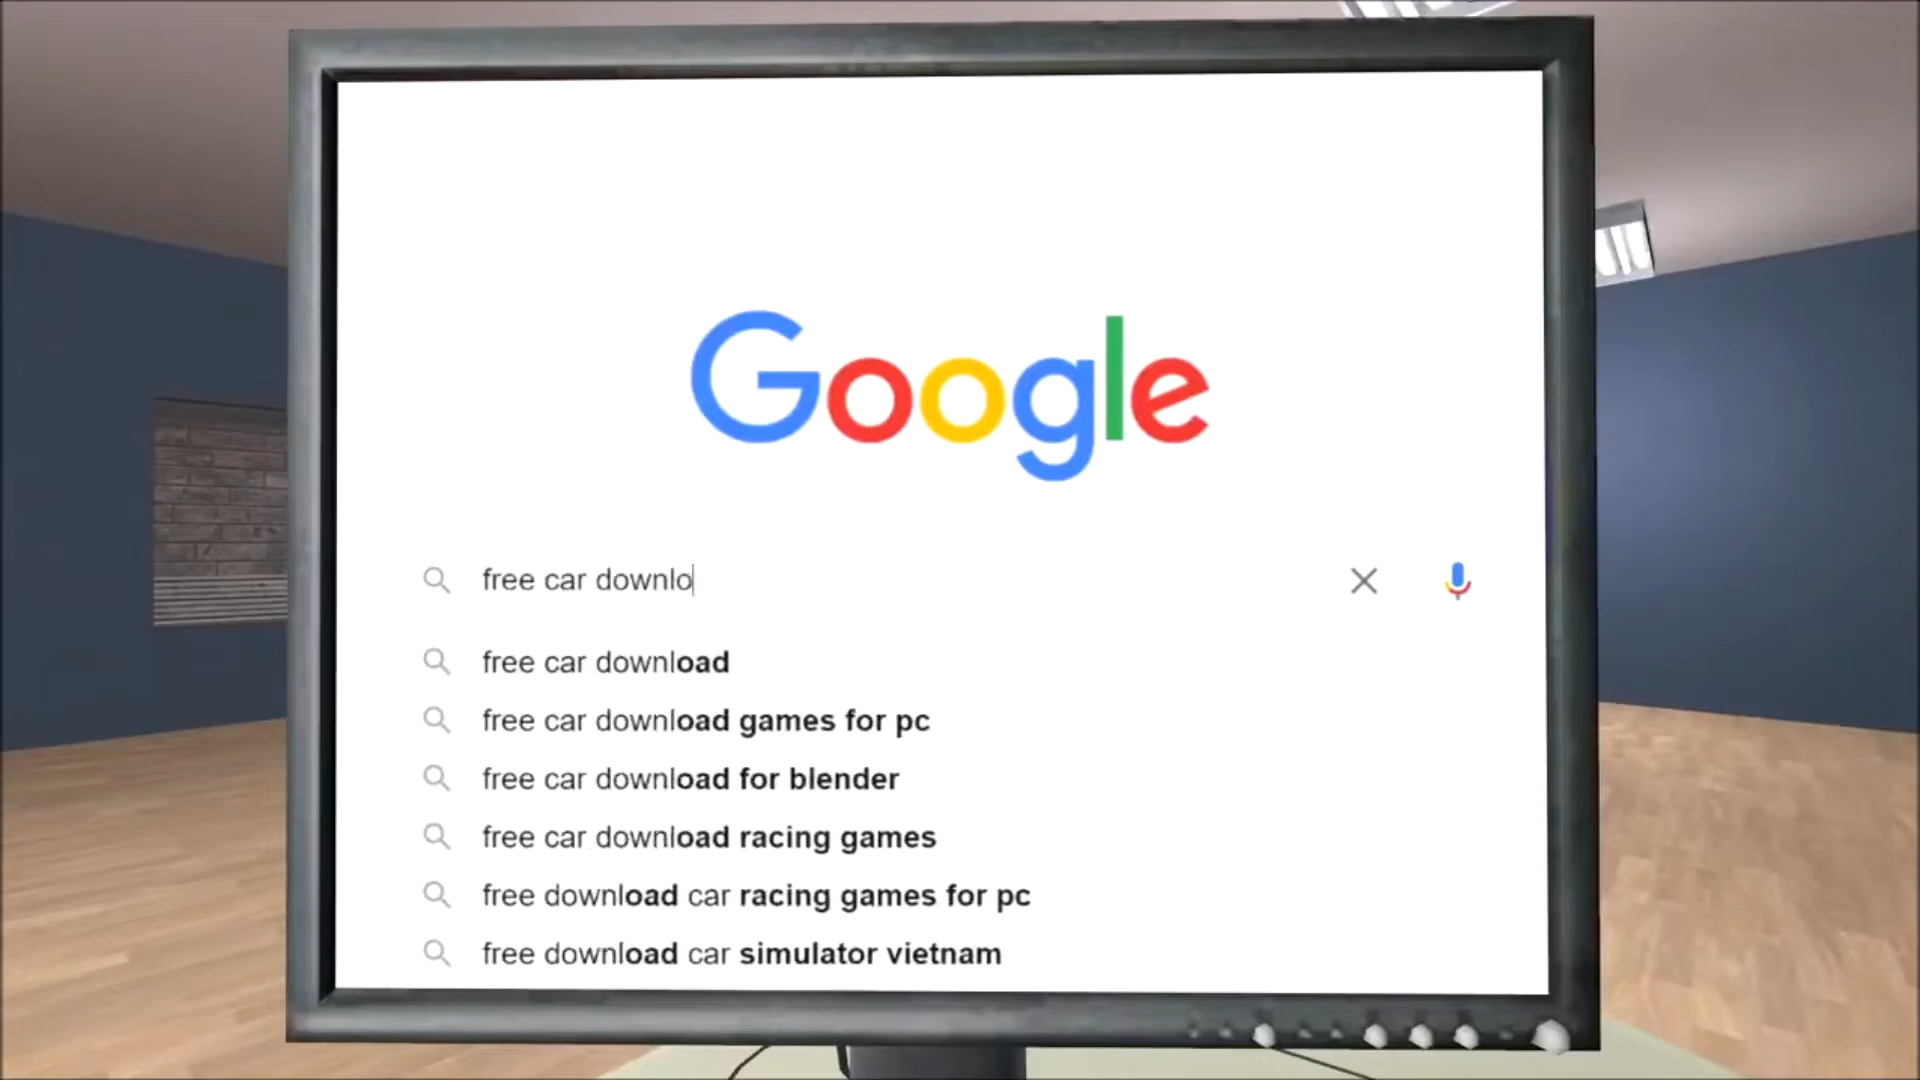 Google
free car downlo
free car download
free car download games for pc
free car download for blender
free car download racing games
free download car racing games for pc
free download car simulator vietnam